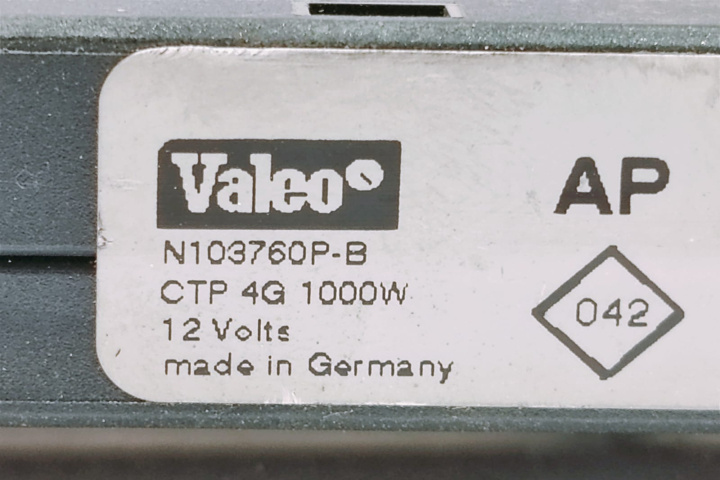 Valeo
N103760P-B
CTP 4G 1000W
12 Volts
made in Germany
AP
042